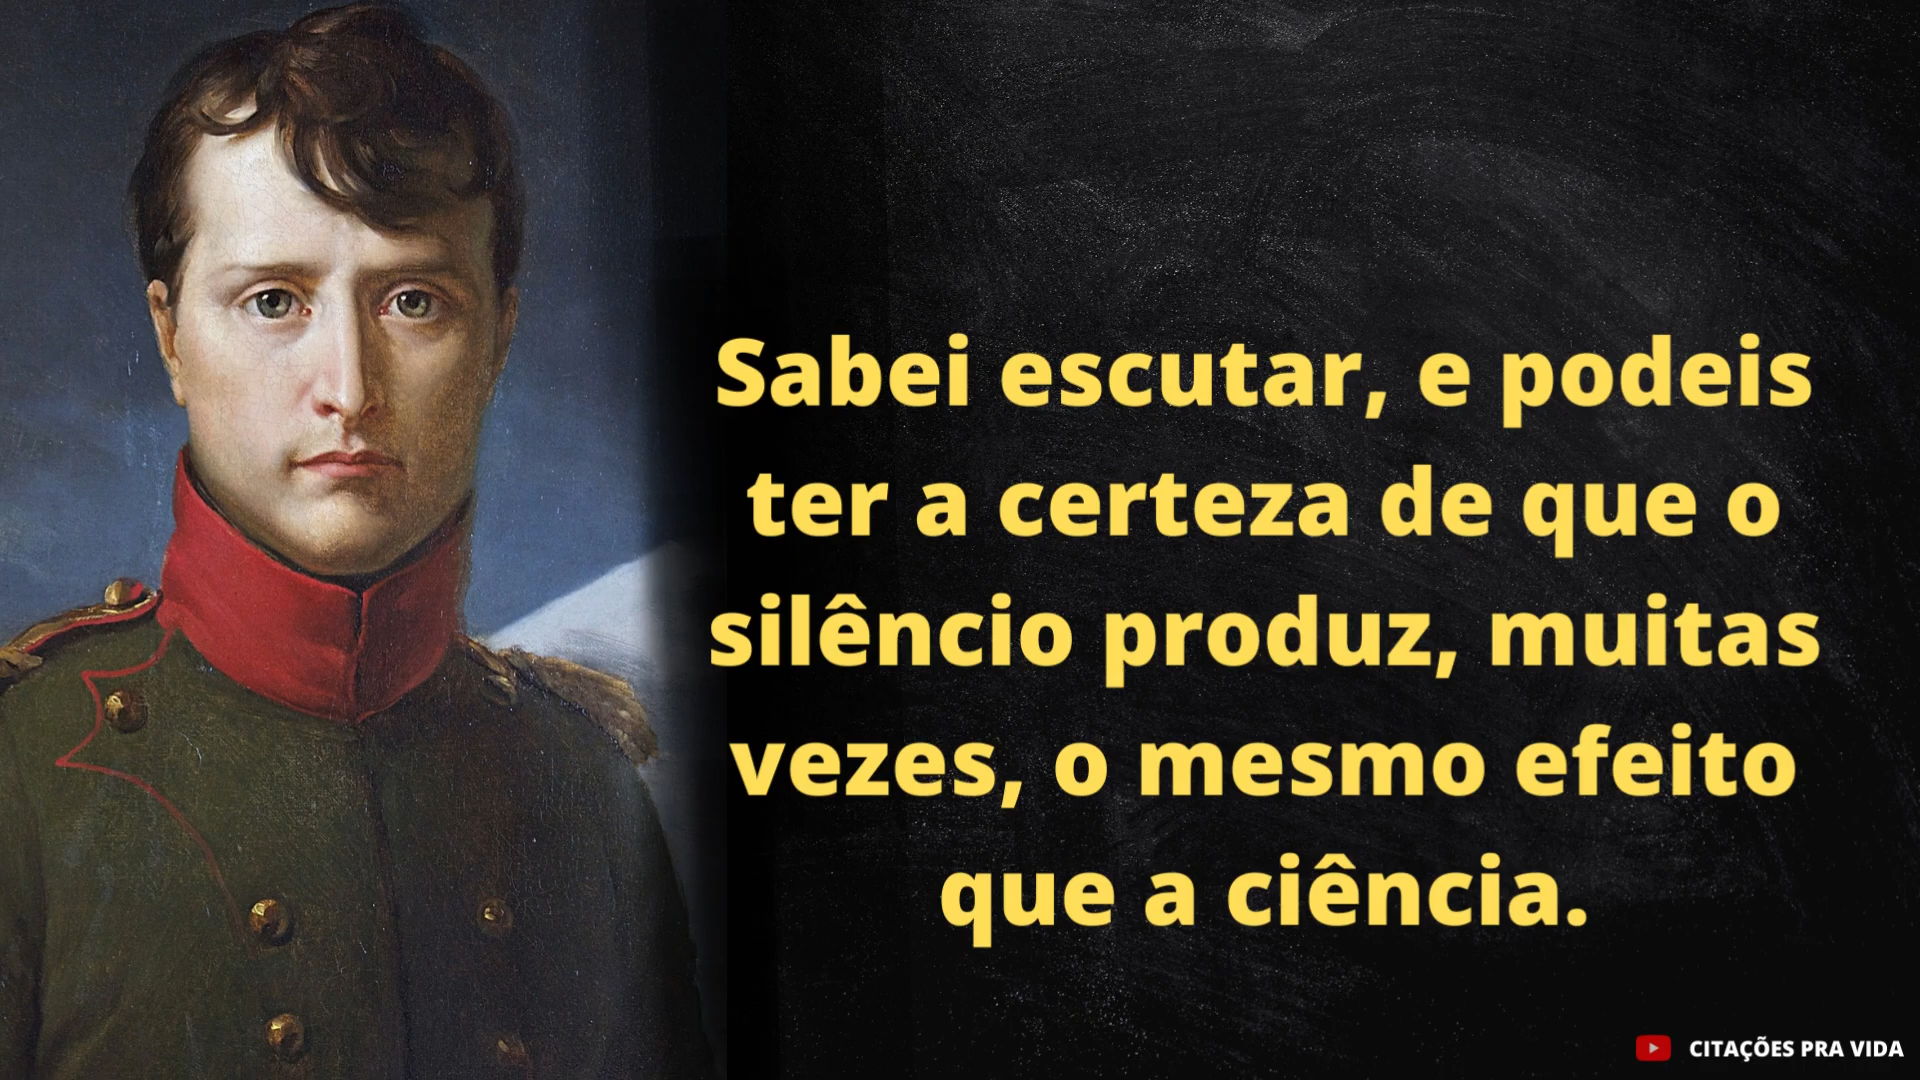 Sabei escutar, e podeis
ter a certeza de que o
silêncio produz, muitas
vezes, o mesmo efeito
que a ciência.
CITAÇÕES PRA VIDA